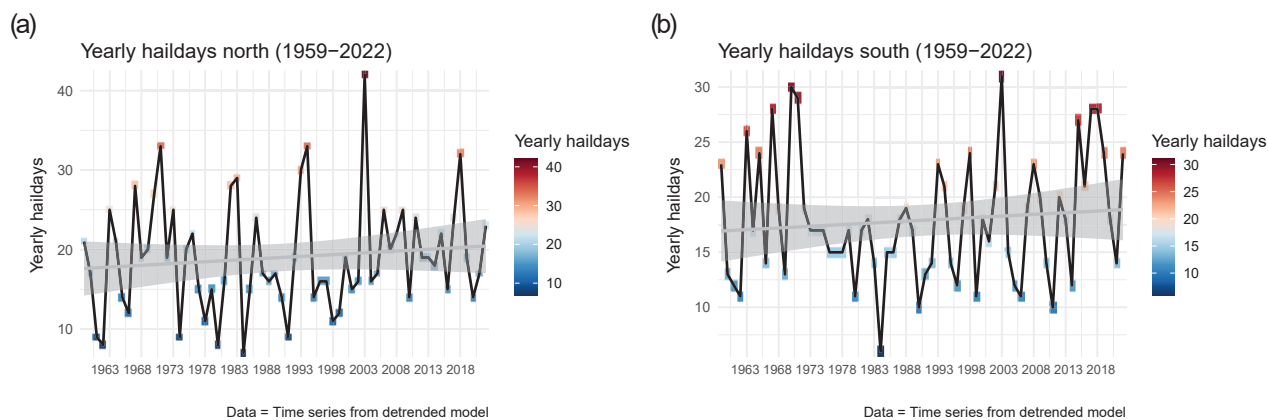 (a)
Yearly haildays north (1959−2022)
Yearly haildays
40
30
20
10
1963 1968 1973 1978 1983 1988 1993 1998 2003 2008 2013 2018
Yearly haildays
40
30
20
10
Data = Time series from detrended model
(b)
Yearly haildays south (1959−2022)
Yearly haildays
30
25
20
15
10
1963 1968 1973 1978 1983 1988 1993 1998 2003 2008 2013 2018
Yearly haildays
30
25
20
15
10
Data = Time series from detrended model